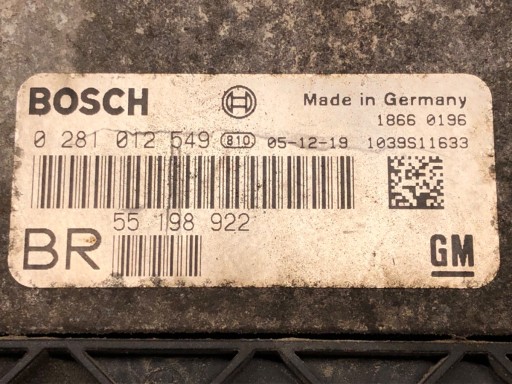 BOSCH Made in Germany
1866 0196
0 281 012 549 810 05-12-19 1039S11633
55 198 922
BR GM